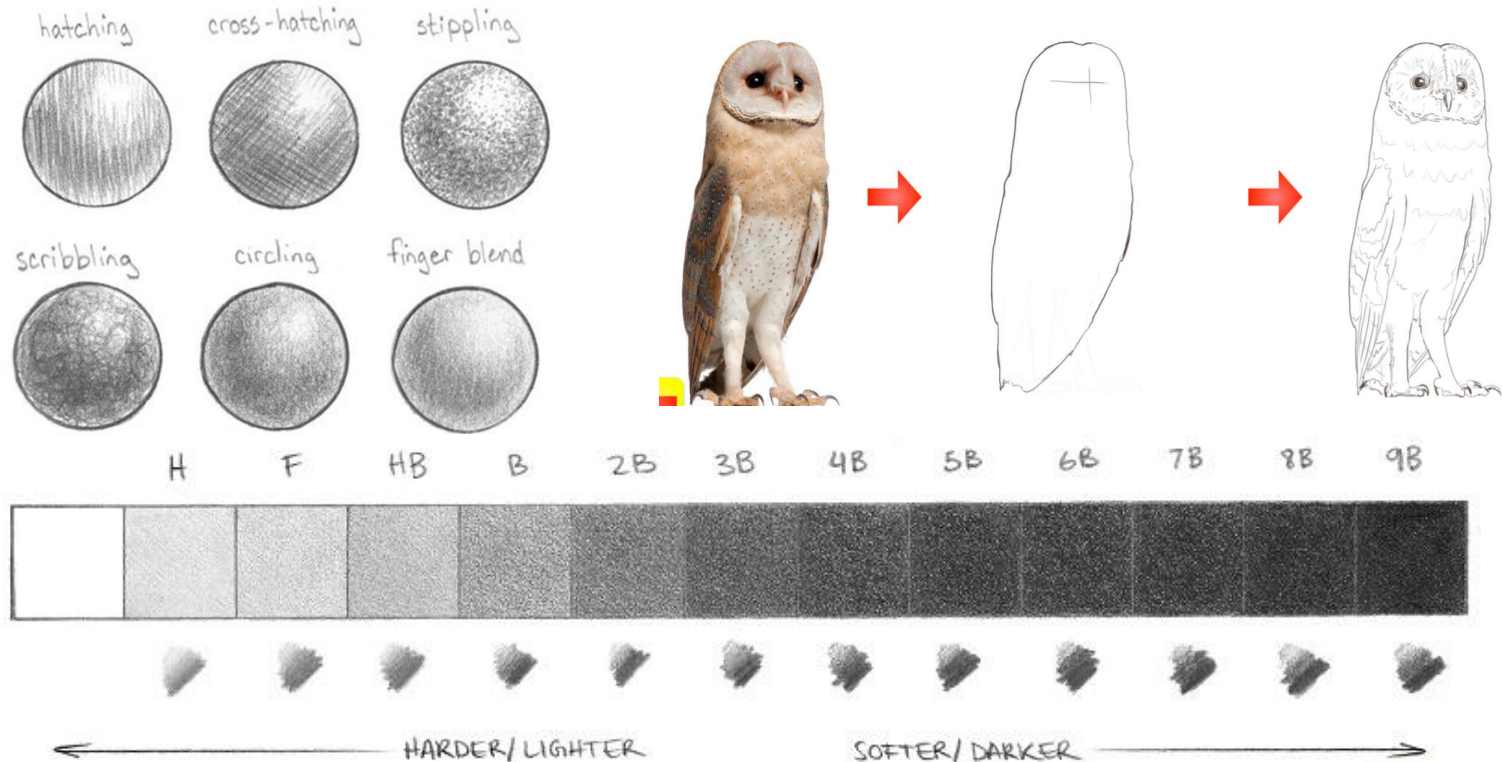 hatching cross-hatching stippling
scribbling circling finger blend
H F HB B 2B 3B 4B 5B 6B 7B 8B 9B
HARDER/LIGHTER SOFTER/DARKER